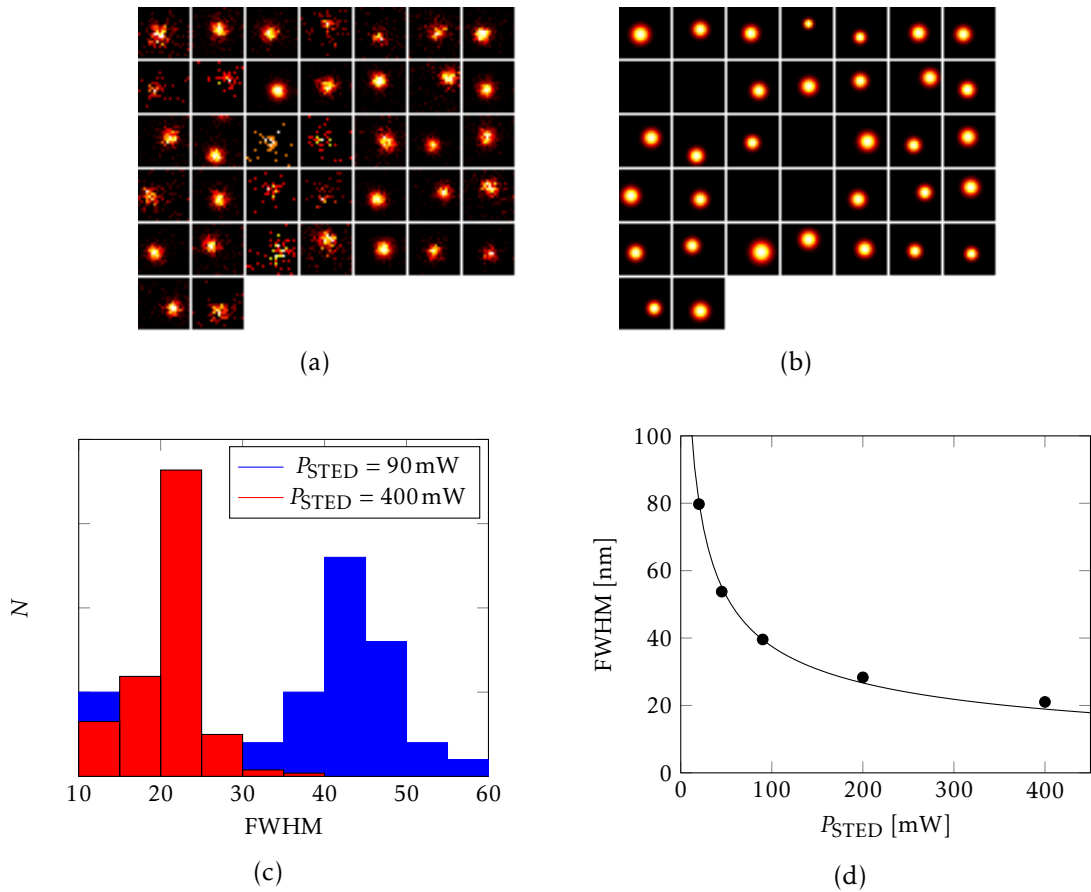 (a)
(b)
P_STED = 90 mW
P_STED = 400 mW
N
10 20 30 40 50 60
FWHM
(c)
100
80
60
40
20
0
FWHM [nm]
0 100 200 300 400
P_STED [mW]
(d)